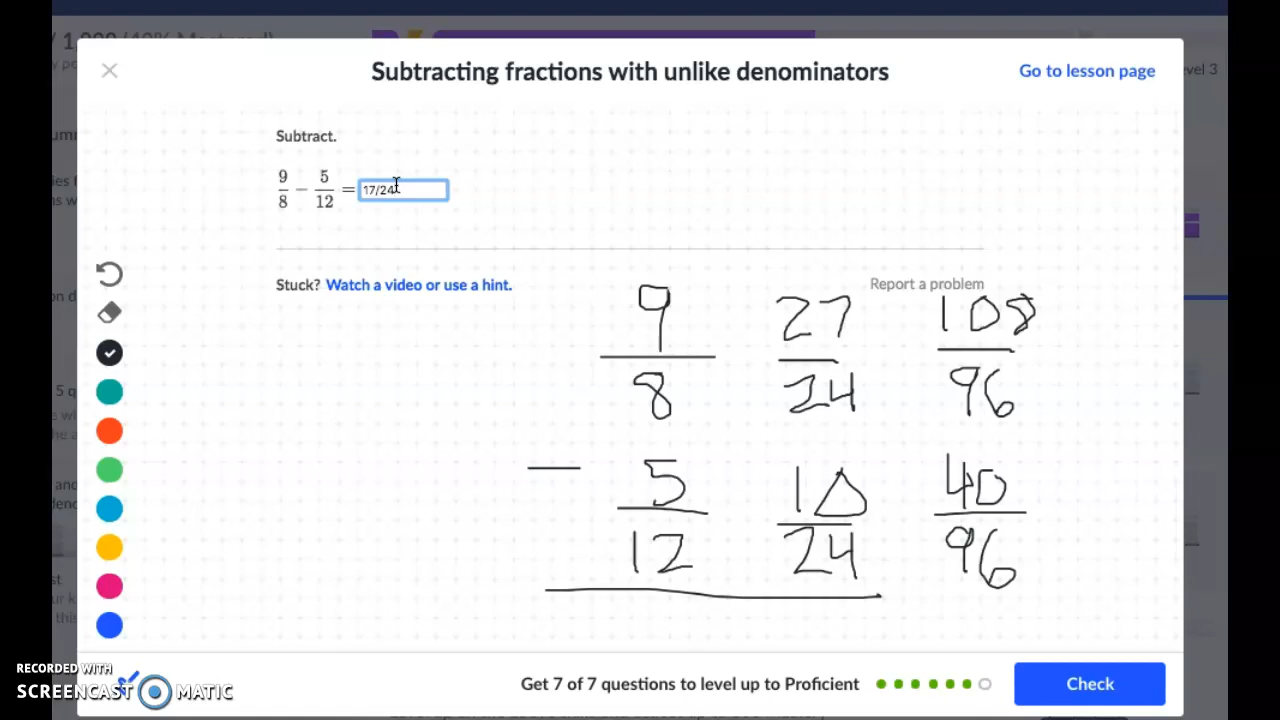 Subtracting fractions with unlike denominators
Go to lesson page
evel 3
Subtract.
9/8 − 5/12 = 17/24
Stuck? Watch a video or use a hint.
Report a problem
9/8 27/24 108/96
− 5/12 10/24 40/96
RECORDED WITH
SCREENCAST MATIC
Get 7 of 7 questions to level up to Proficient
Check